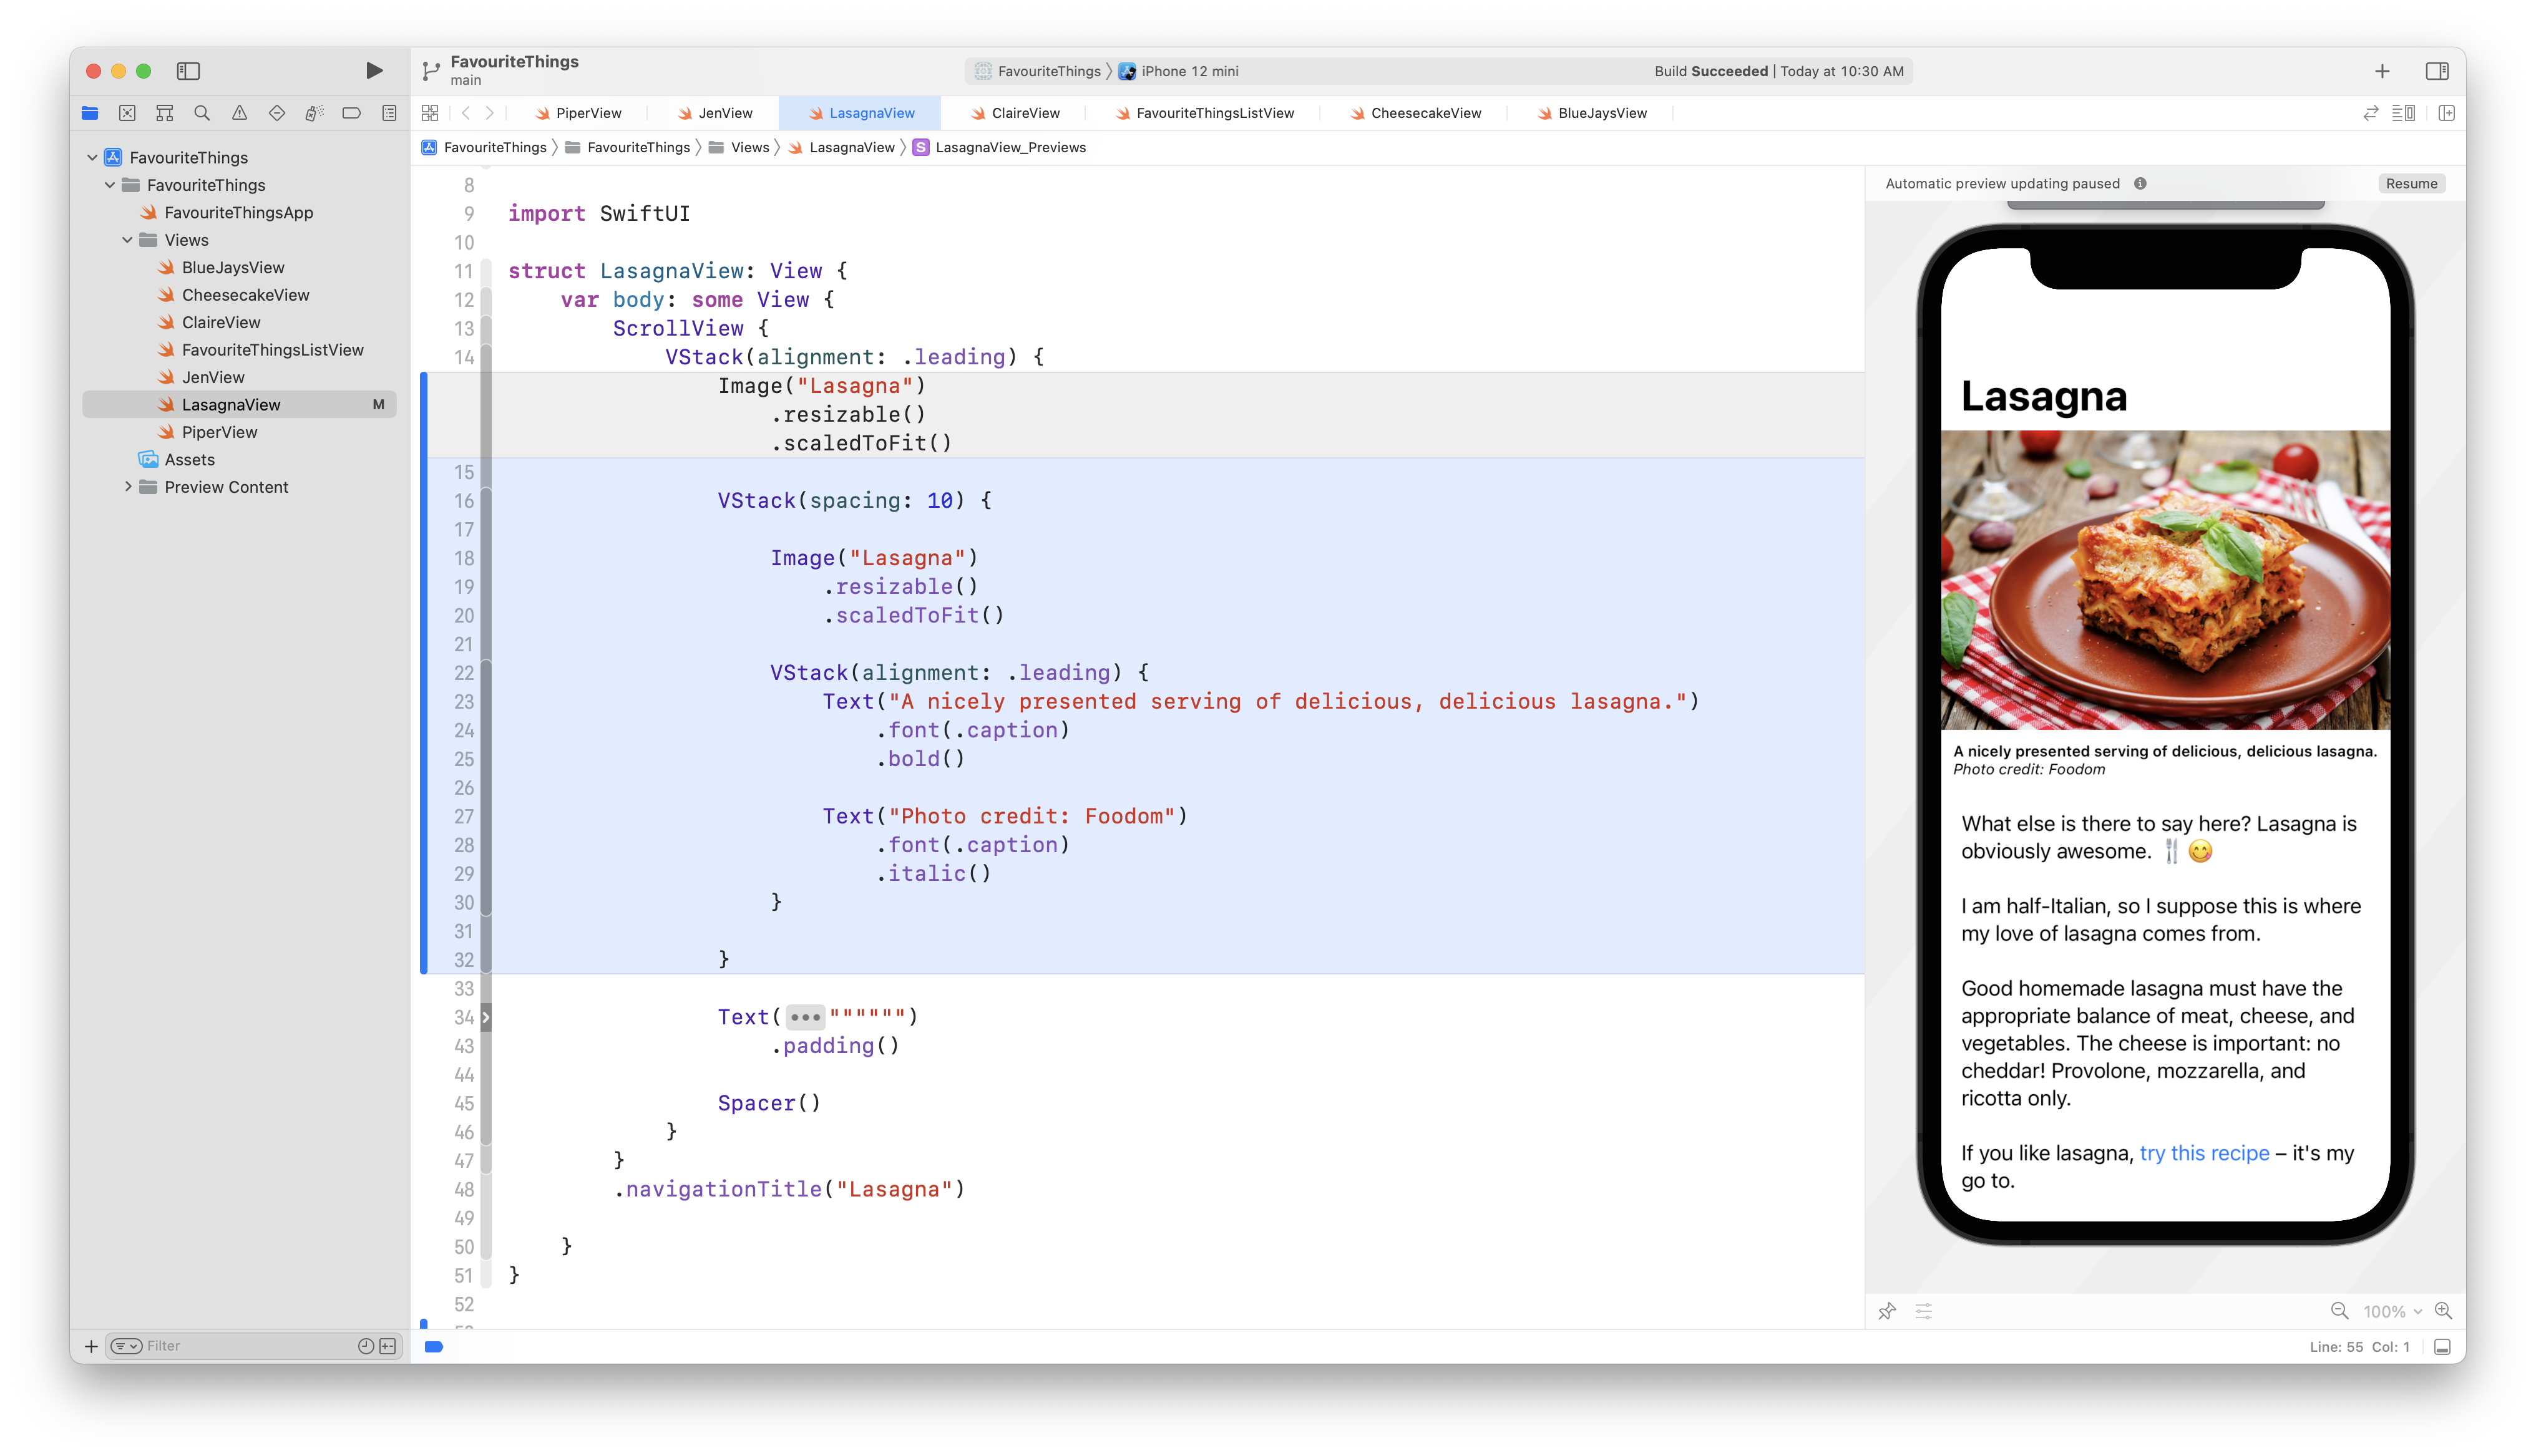 FavouriteThings
main
FavouriteThings
iPhone 12 mini
Build Succeeded | Today at 10:30 AM
PiperView
JenView
LasagnaView
ClaireView
FavouriteThingsListView
CheesecakeView
BlueJaysView
FavouriteThings
FavouriteThings
Views
LasagnaView
S
LasagnaView_Previews
FavouriteThings
FavouriteThings
FavouriteThingsApp
Views
BlueJaysView
CheesecakeView
ClaireView
FavouriteThingsListView
JenView
LasagnaView M
PiperView
Assets
Preview Content
Filter
8
9 import SwiftUI
10
11 struct LasagnaView: View {
12 var body: some View {
13 ScrollView {
14 VStack(alignment: .leading) {
Image("Lasagna")
.resizable()
.scaledToFit()
15
16 VStack(spacing: 10) {
17
18 Image("Lasagna")
19 .resizable()
20 .scaledToFit()
21
22 VStack(alignment: .leading) {
23 Text("A nicely presented serving of delicious, delicious lasagna.")
24 .font(.caption)
25 .bold()
26
27 Text("Photo credit: Foodom")
28 .font(.caption)
29 .italic()
30 }
31
32 }
33
34 Text(•••"""""")
43 .padding()
44
45 Spacer()
46 }
47 }
48 .navigationTitle("Lasagna")
49
50 }
51 }
52
Automatic preview updating paused
Resume
Lasagna
A nicely presented serving of delicious, delicious lasagna.
Photo credit: Foodom
What else is there to say here? Lasagna is
obviously awesome. 🍴😋
I am half-Italian, so I suppose this is where
my love of lasagna comes from.
Good homemade lasagna must have the
appropriate balance of meat, cheese, and
vegetables. The cheese is important: no
cheddar! Provolone, mozzarella, and
ricotta only.
If you like lasagna, try this recipe – it's my
go to.
100%
Line: 55 Col: 1